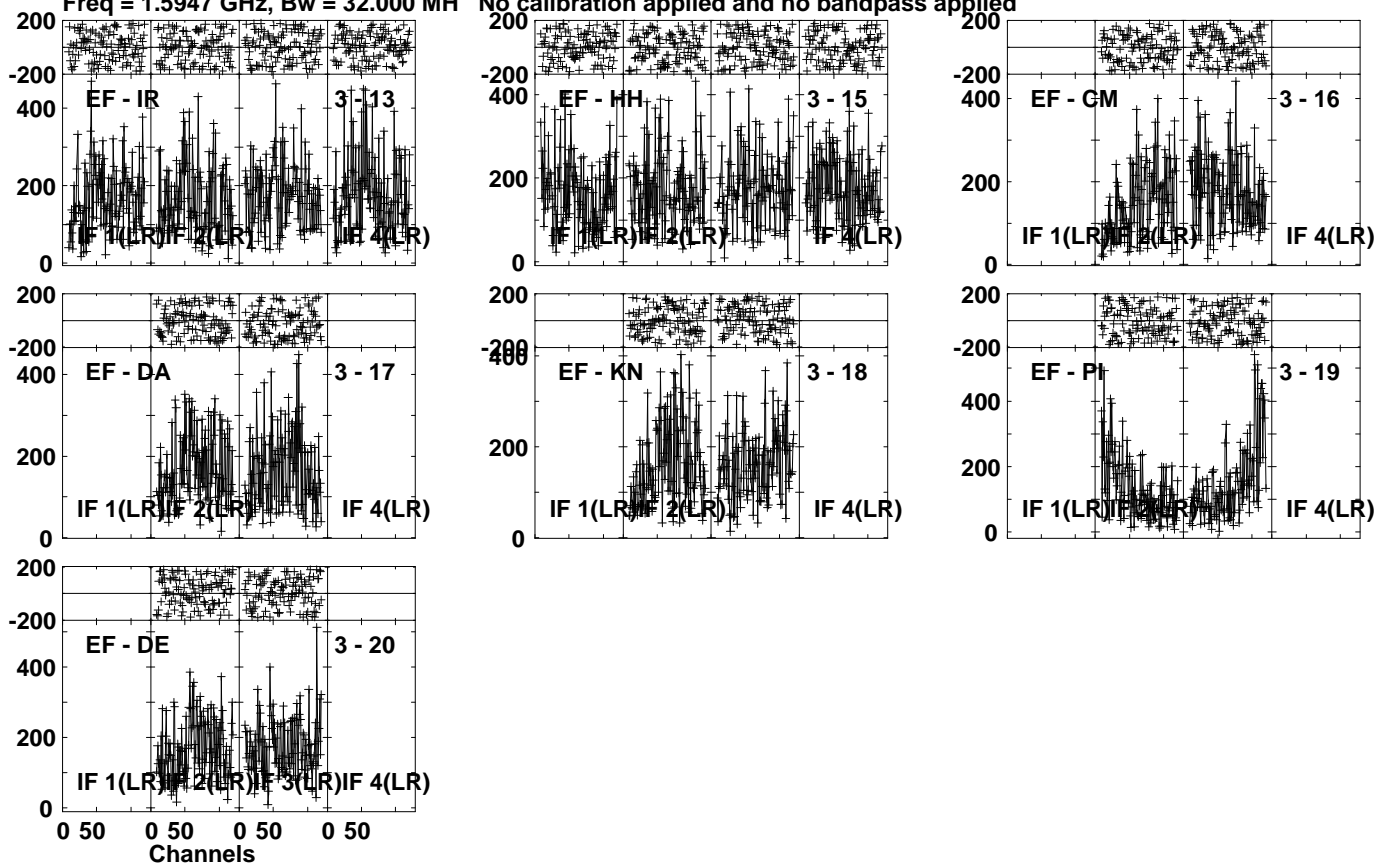 Freq = 1.5947 GHz, Bw = 32.000 MH No calibration applied and no bandpass applied
200 200 200
-200 -200 -200
EF - IR 3 - 13 EF - HH 3 - 15 EF - CM 3 - 16
400 400 400
200 200 200
IF 1(LR) IF 2(LR) IF 4(LR) IF 1(LR) IF 2(LR) IF 4(LR) IF 1(LR) IF 2(LR) IF 4(LR)
0 0 0
200 200 200
-200 -200 -200
400
EF - DA 3 - 17 EF - KN 3 - 18 EF - PI 3 - 19
400 400
200 200 200
IF 1(LR) IF 2(LR) IF 4(LR) IF 1(LR) IF 2(LR) IF 4(LR) IF 1(LR) IF 2(LR) IF 4(LR)
0 0 0
200
-200
EF - DE 3 - 20
400
200
IF 1(LR) IF 2(LR) IF 3(LR) IF 4(LR)
0
0 50 0 50 0 50 0 50
Channels